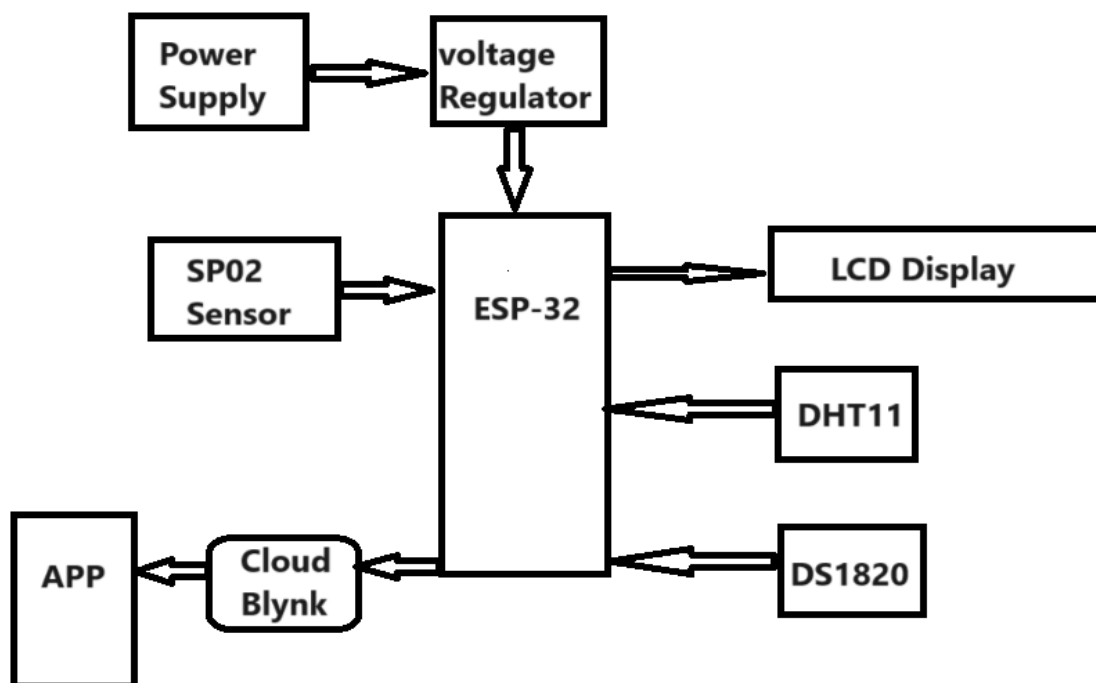 Power
Supply
voltage
Regulator
SP02
Sensor
ESP-32
LCD Display
DHT11
APP
Cloud
Blynk
DS1820